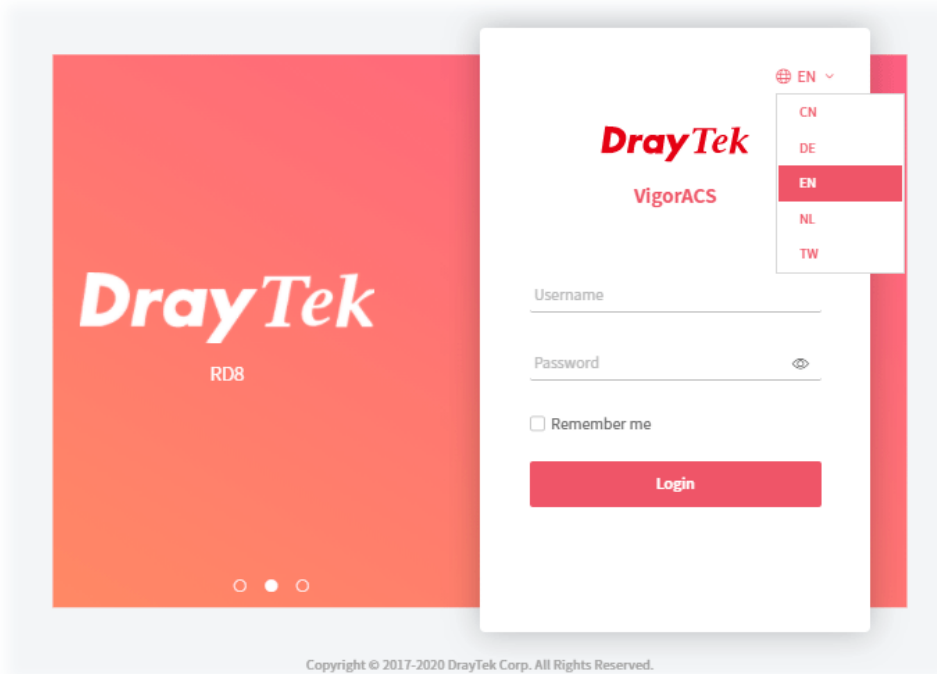 EN
CN
DE
EN
NL
TW
DrayTek
VigorACS
Username
Password
Remember me
Login
DrayTek
RD8
Copyright © 2017-2020 DrayTek Corp. All Rights Reserved.